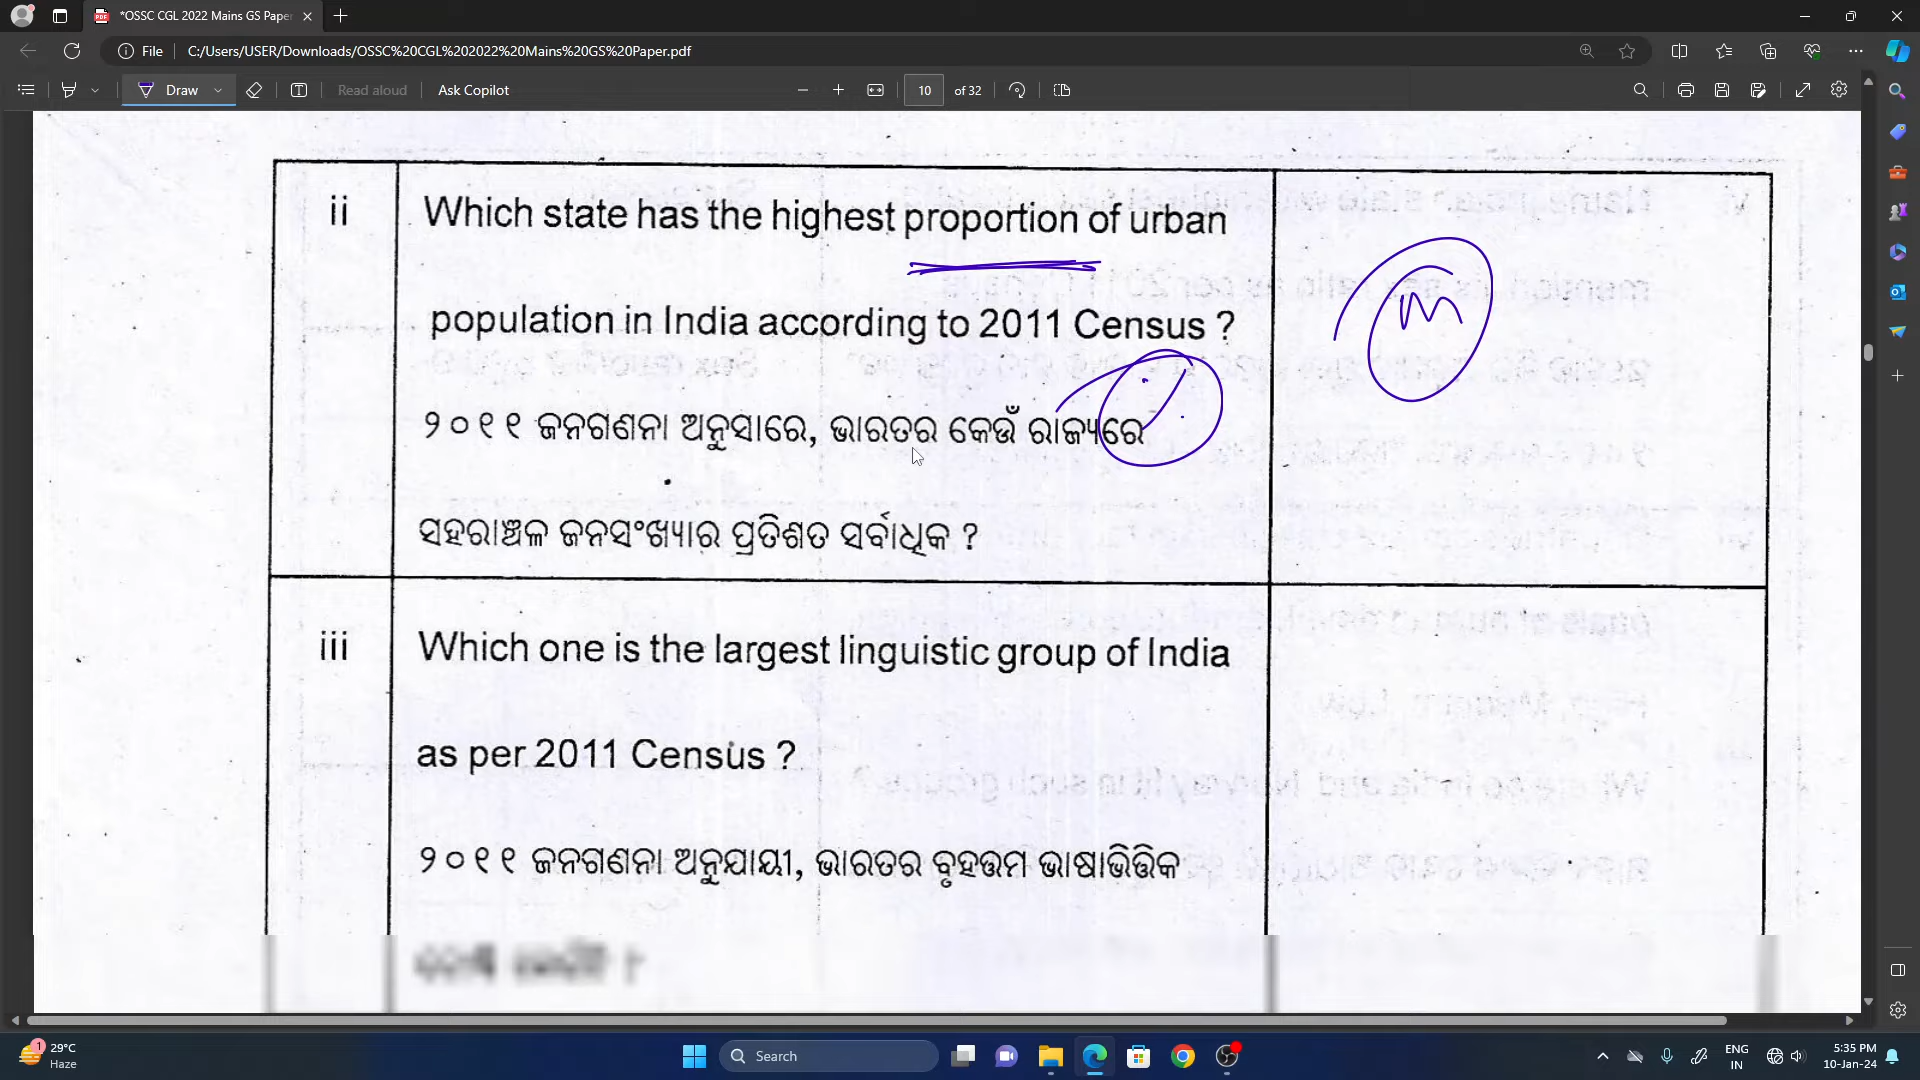 *OSSC CGL 2022 Mains GS Paper
File C:/Users/USER/Downloads/OSSC%20CGL%202022%20Mains%20GS%20Paper.pdf
Draw Read aloud Ask Copilot 10 of 32
ii Which state has the highest proportion of urban
population in India according to 2011 Census ?
M
୨୦୧୧ ଜନଗଣନା ଅନୁସାରେ, ଭାରତର କେଉଁ ରାଜ୍ୟରେ
ସହରାଞ୍ଚଳ ଜନସଂଖ୍ୟାର ପ୍ରତିଶତ ସର୍ବାଧିକ ?
iii Which one is the largest linguistic group of India
as per 2011 Census ?
୨୦୧୧ ଜନଗଣନା ଅନୁଯାୟୀ, ଭାରତର ବୃହତ୍ତମ ଭାଷାଭିତ୍ତିକ
1 29°C
Haze
Search
ENG
IN
5:35 PM
10-Jan-24